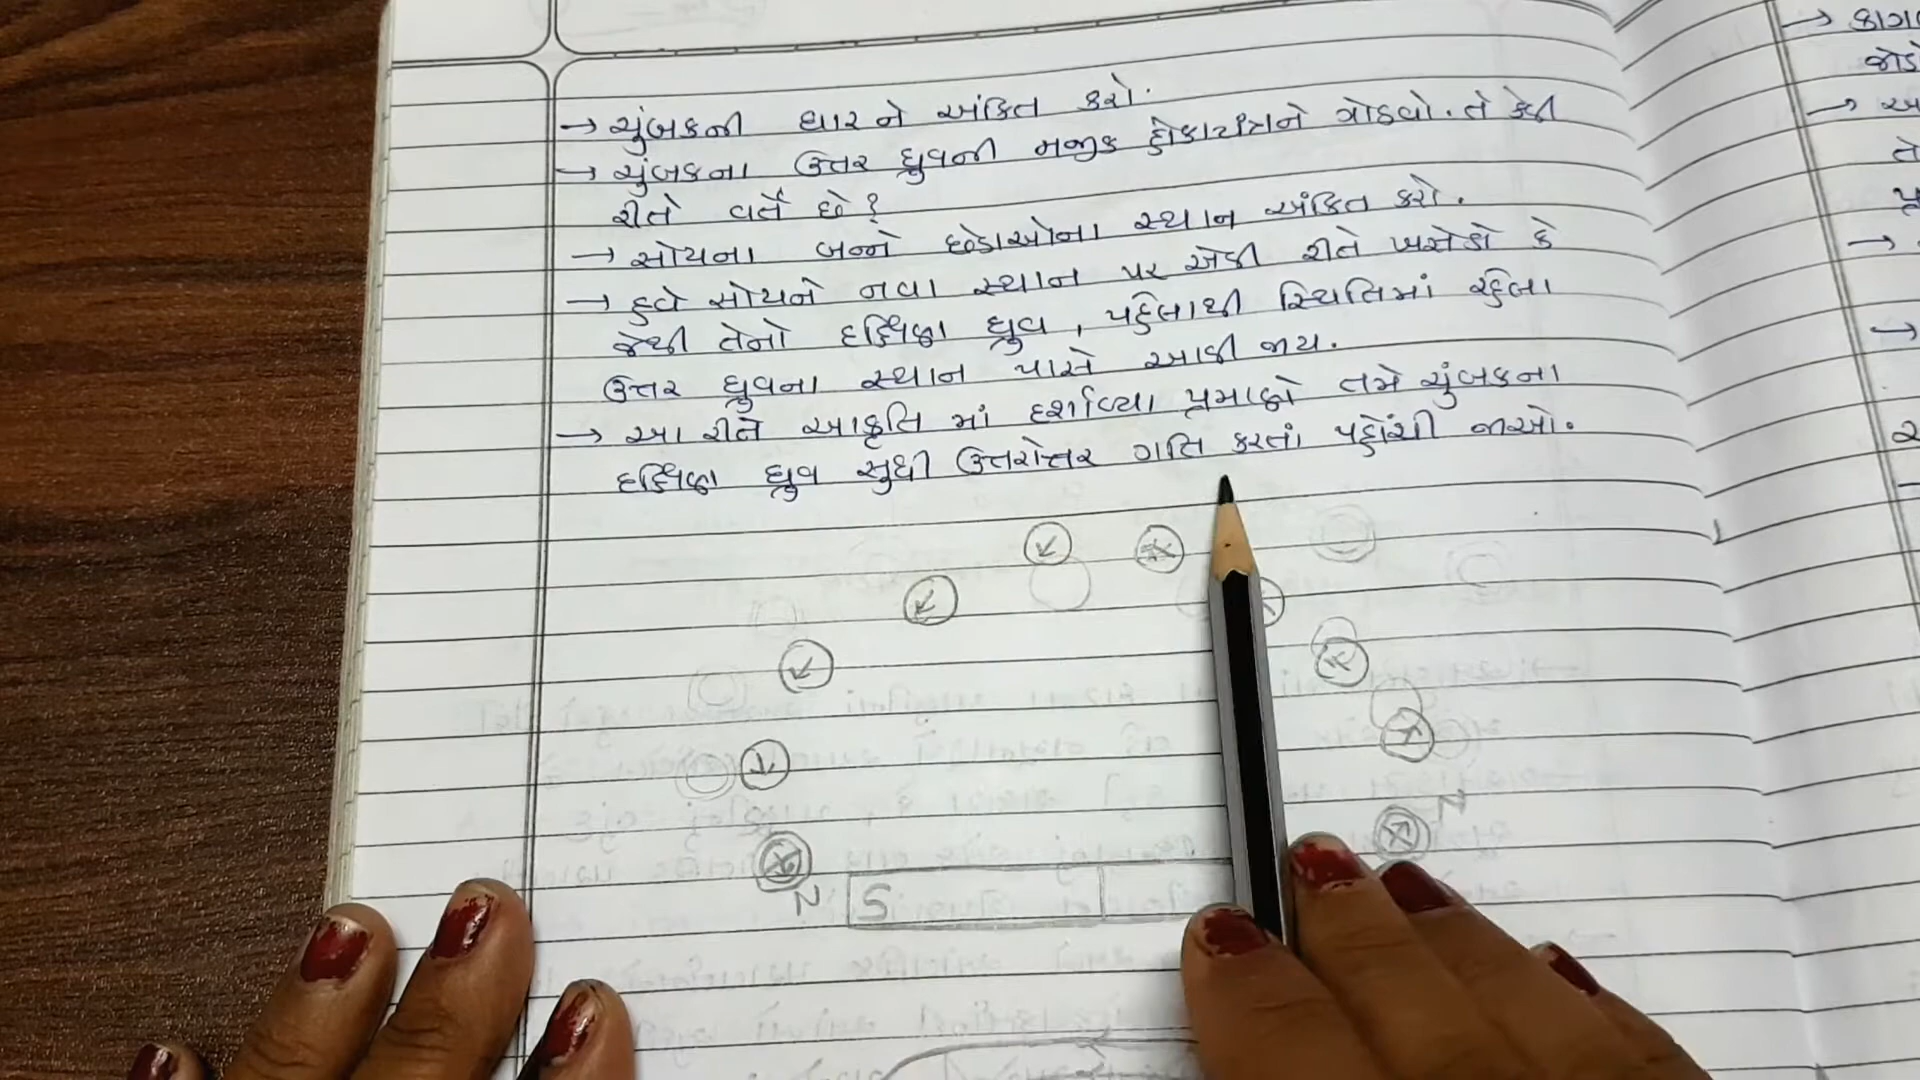 → ચુંબકની ધારને અંકિત કરો.
→ ચુંબકના ઉત્તર ધ્રુવની નજીક હોકાયંત્રને ગોઠવો. તે કેવી
રીતે વર્તે છે?
→ સોયના બન્ને છેડાઓના સ્થાન અંકિત કરો.
→ હવે સોયને નવા સ્થાન પર એવી રીતે ખસેડો કે
જેથી તેનો દક્ષિણ ધ્રુવ, પહેલાથી સ્થિતિમાં રહેલા
ઉત્તર ધ્રુવના સ્થાન પાસે આવી જાય.
→ આ રીતે આકૃતિ માં દર્શાવ્યા પ્રમાણે તમે ચુંબકના
દક્ષિણ ધ્રુવ સુધી ઉત્તરોત્તર ગતિ કરતાં પહોંચી જાઓ.
N
N
S
→
→
તે
→
→